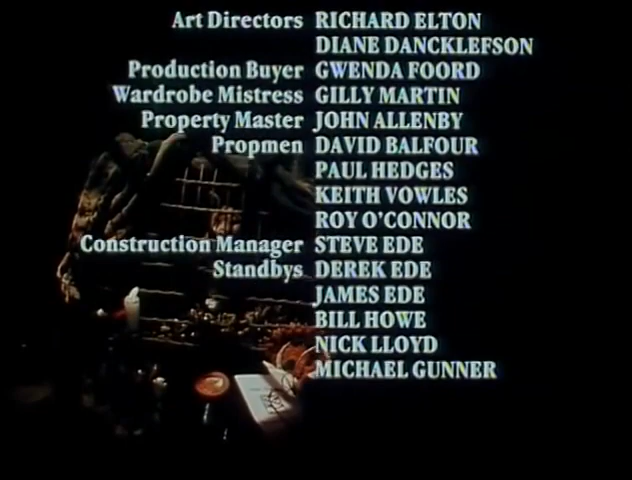 Art Directors RICHARD ELTON
DIANE DANCKLEFSON
Production Buyer GWENDA FOORD
Wardrobe Mistress GILLY MARTIN
Property Master JOHN ALLENBY
Propmen DAVID BALFOUR
PAUL HEDGES
KEITH VOWLES
ROY O'CONNOR
Construction Manager STEVE EDE
Standbys DEREK EDE
JAMES EDE
BILL HOWE
NICK LLOYD
MICHAEL GUNNER